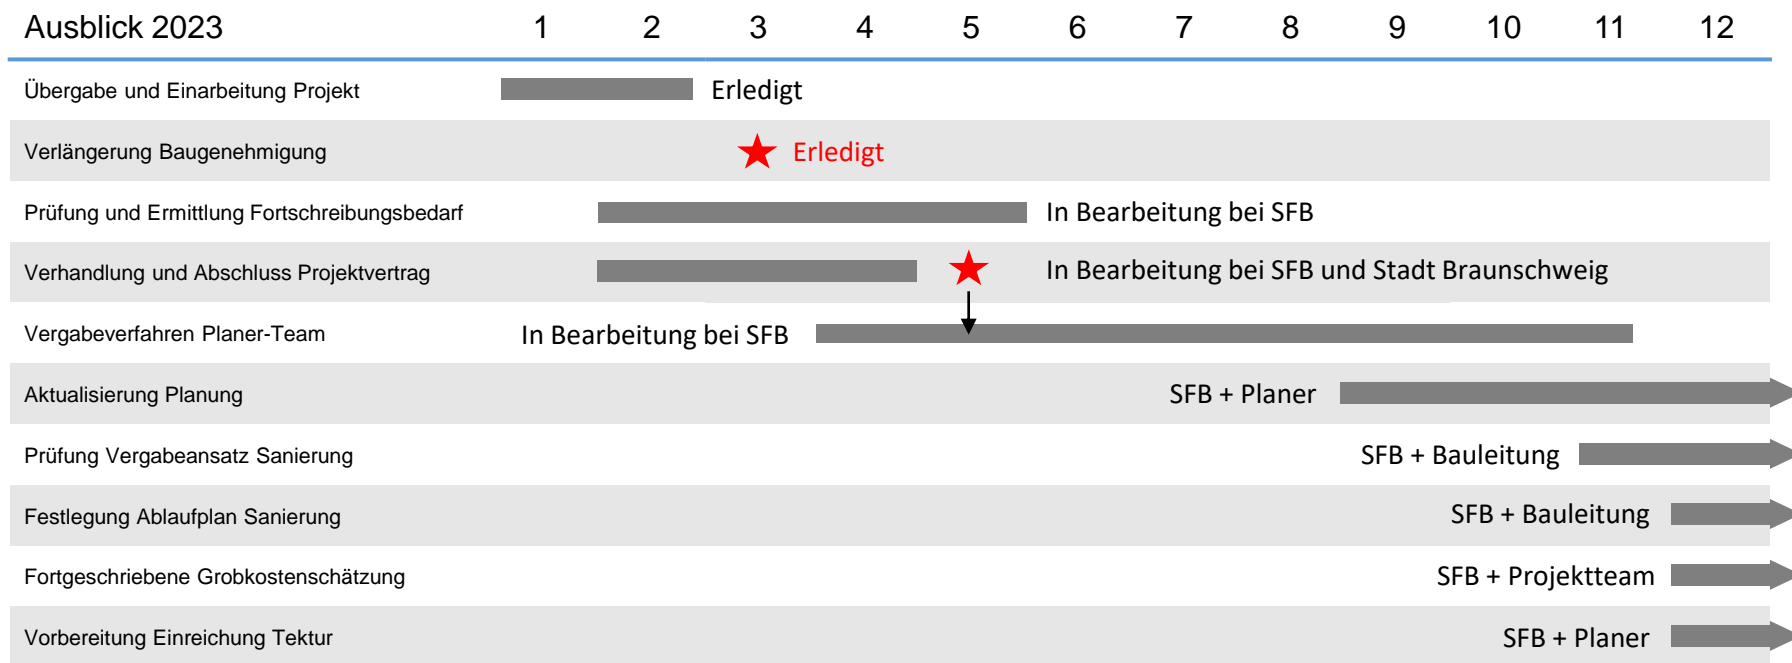 Ausblick 2023 1 2 3 4 5 6 7 8 9 10 11 12
Übergabe und Einarbeitung Projekt Erledigt
Verlängerung Baugenehmigung Erledigt
Prüfung und Ermittlung Fortschreibungsbedarf In Bearbeitung bei SFB
Verhandlung und Abschluss Projektvertrag In Bearbeitung bei SFB und Stadt Braunschweig
Vergabeverfahren Planer-Team In Bearbeitung bei SFB
Aktualisierung Planung SFB + Planer
Prüfung Vergabeansatz Sanierung SFB + Bauleitung
Festlegung Ablaufplan Sanierung SFB + Bauleitung
Fortgeschriebene Grobkostenschätzung SFB + Projektteam
Vorbereitung Einreichung Tektur SFB + Planer